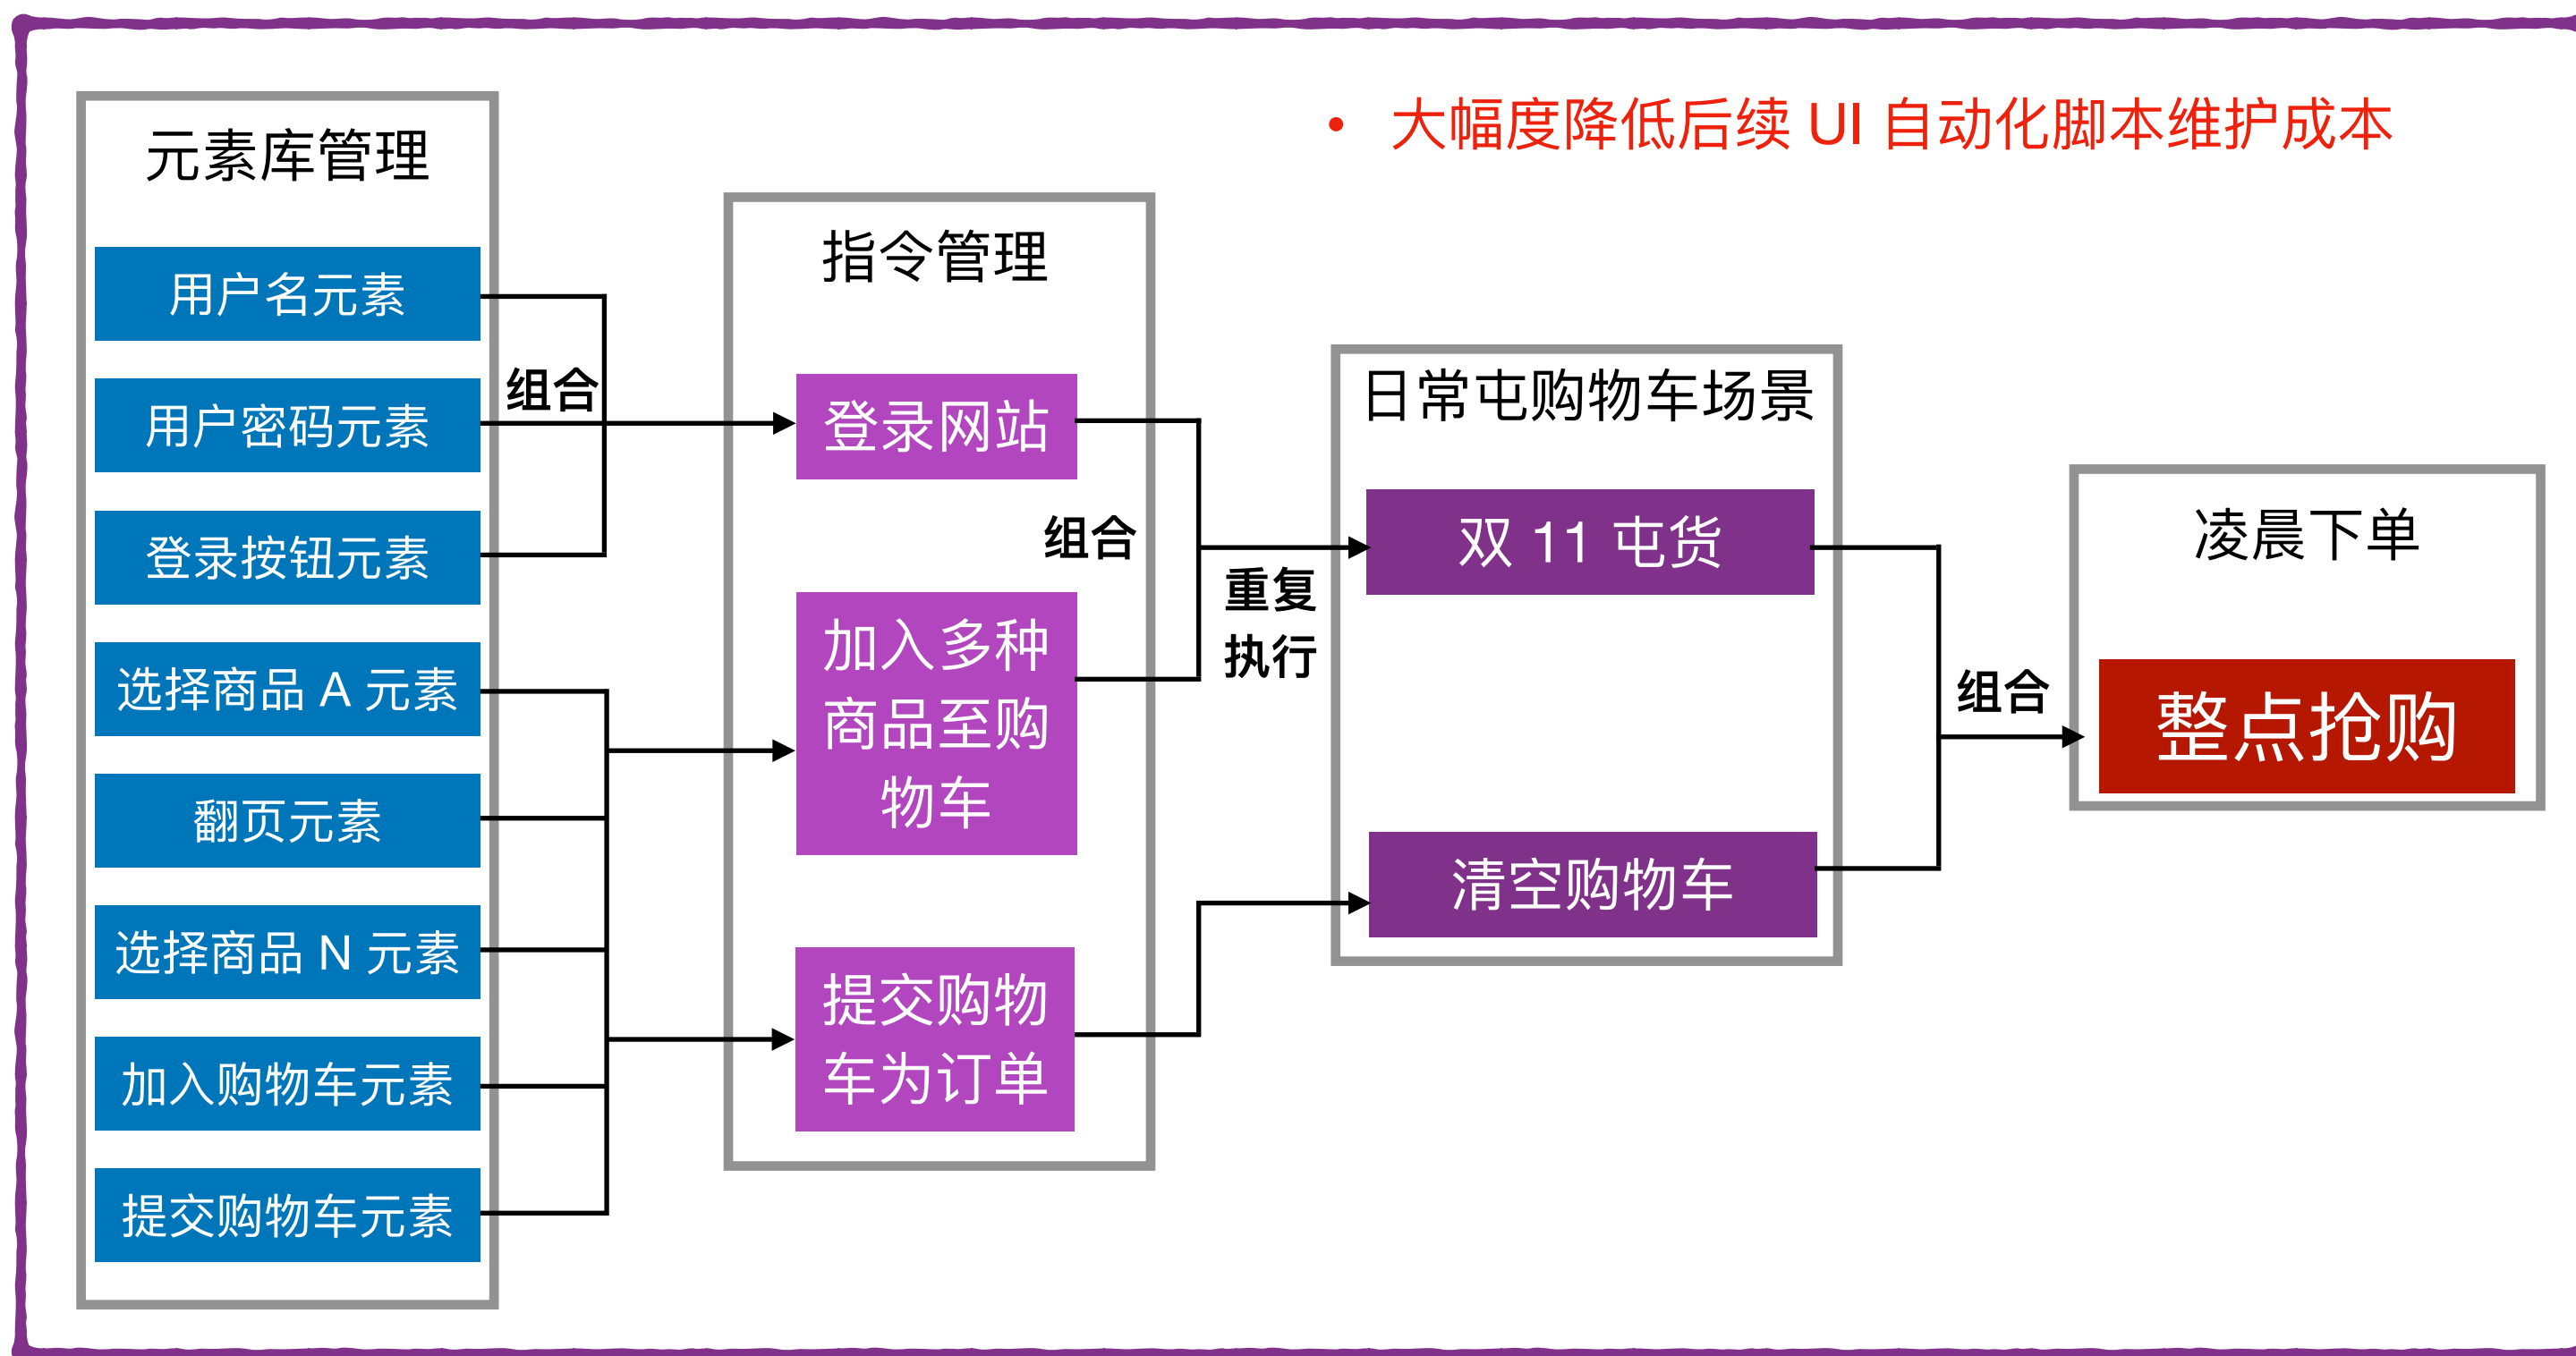 • 大幅度降低后续 UI 自动化脚本维护成本
元素库管理
用户名元素
用户密码元素
登录按钮元素
选择商品 A 元素
翻页元素
选择商品 N 元素
加入购物车元素
提交购物车元素
组合
指令管理
登录网站
加入多种
商品至购
物车
提交购物
车为订单
组合
重复
执行
日常屯购物车场景
双 11 屯货
清空购物车
组合
凌晨下单
整点抢购